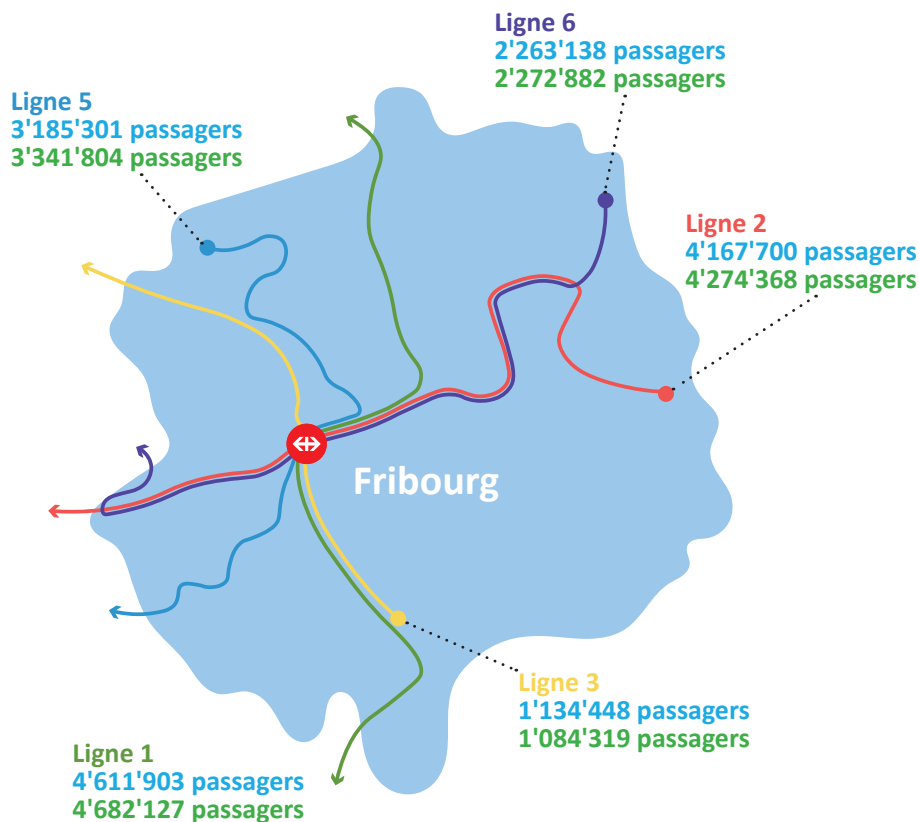 Ligne 6
2'263'138 passagers
2'272'882 passagers
Ligne 5
3'185'301 passagers
3'341'804 passagers
Ligne 2
4'167'700 passagers
4'274'368 passagers
Fribourg
Ligne 3
1'134'448 passagers
1'084'319 passagers
Ligne 1
4'611'903 passagers
4'682'127 passagers